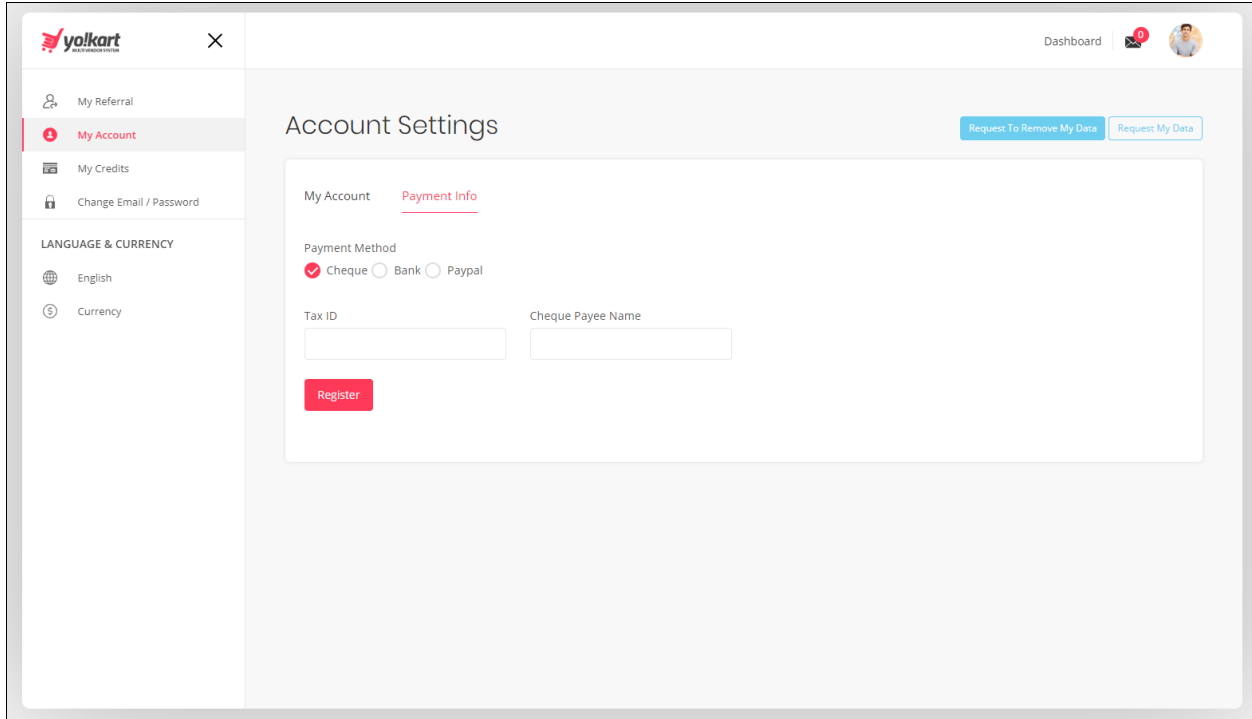 yo!kart
MULTI VENDOR SYSTEM
Dashboard
0
My Referral
My Account
My Credits
Change Email / Password
LANGUAGE & CURRENCY
English
Currency
Account Settings
Request To Remove My Data
Request My Data
My Account Payment Info
Payment Method
Cheque Bank Paypal
Tax ID Cheque Payee Name
Register